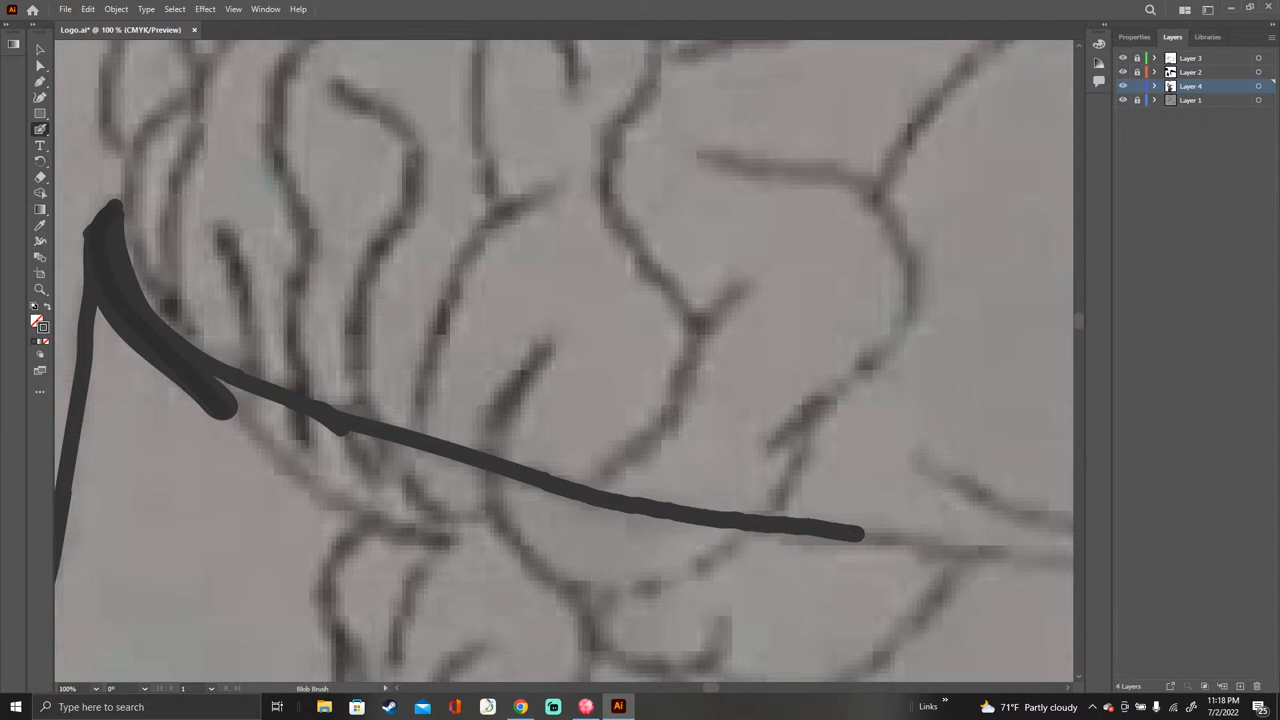 File Edit Object Type Select Effect View Window Help
Logo.ai* @ 100 % (CMYK/Preview) ×
Properties Layers Libraries
Layer 3
Layer 2
Layer 4
Layer 1
4 Layers
100% 0° 1 Blob Brush
Type here to search
Links
71°F Partly cloudy
11:18 PM
7/2/2022